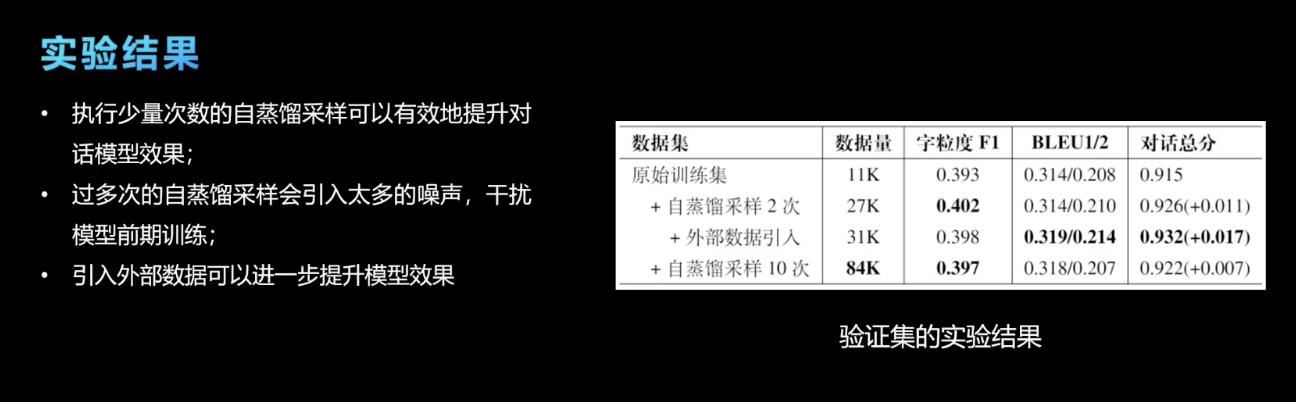 实验结果
• 执行少量次数的自蒸馏采样可以有效地提升对
话模型效果；
• 过多次的自蒸馏采样会引入太多的噪声，干扰
模型前期训练；
• 引入外部数据可以进一步提升模型效果
数据集 数据量 字粒度 F1 BLEU1/2 对话总分
原始训练集 11K 0.393 0.314/0.208 0.915
+ 自蒸馏采样 2 次 27K 0.402 0.314/0.210 0.926(+0.011)
+ 外部数据引入 31K 0.398 0.319/0.214 0.932(+0.017)
+ 自蒸馏采样 10 次 84K 0.397 0.318/0.207 0.922(+0.007)
验证集的实验结果